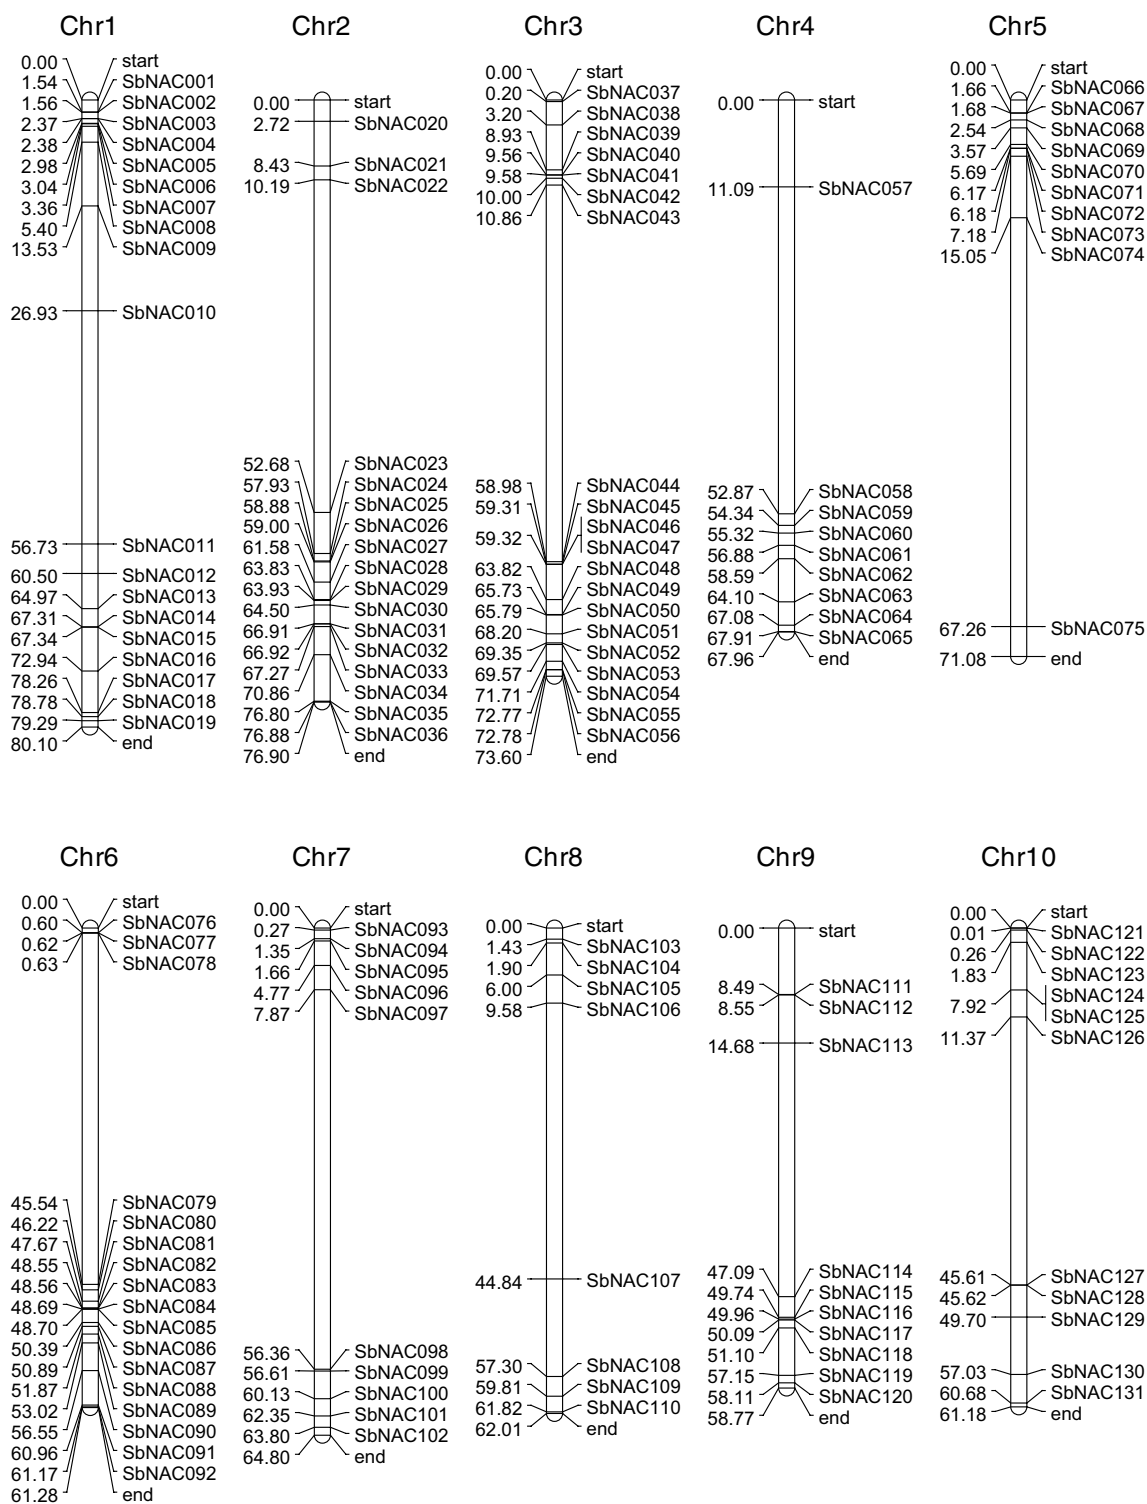 Chr1
0.00 start
1.54 SbNAC001
1.56 SbNAC002
2.37 SbNAC003
2.38 SbNAC004
2.98 SbNAC005
3.04 SbNAC006
3.36 SbNAC007
5.40 SbNAC008
13.53 SbNAC009
26.93 SbNAC010
56.73 SbNAC011
60.50 SbNAC012
64.97 SbNAC013
67.31 SbNAC014
67.34 SbNAC015
72.94 SbNAC016
78.26 SbNAC017
78.78 SbNAC018
79.29 SbNAC019
80.10 end
Chr2
0.00 start
2.72 SbNAC020
8.43 SbNAC021
10.19 SbNAC022
52.68 SbNAC023
57.93 SbNAC024
58.88 SbNAC025
59.00 SbNAC026
61.58 SbNAC027
63.83 SbNAC028
63.93 SbNAC029
64.50 SbNAC030
66.91 SbNAC031
66.92 SbNAC032
67.27 SbNAC033
70.86 SbNAC034
76.80 SbNAC035
76.88 SbNAC036
76.90 end
Chr3
0.00 start
0.20 SbNAC037
3.20 SbNAC038
8.93 SbNAC039
9.56 SbNAC040
9.58 SbNAC041
10.00 SbNAC042
10.86 SbNAC043
58.98 SbNAC044
59.31 SbNAC045
59.32 SbNAC046
SbNAC047
63.82 SbNAC048
65.73 SbNAC049
65.79 SbNAC050
68.20 SbNAC051
69.35 SbNAC052
69.57 SbNAC053
71.71 SbNAC054
72.77 SbNAC055
72.78 SbNAC056
73.60 end
Chr4
0.00 start
11.09 SbNAC057
52.87 SbNAC058
54.34 SbNAC059
55.32 SbNAC060
56.88 SbNAC061
58.59 SbNAC062
64.10 SbNAC063
67.08 SbNAC064
67.91 SbNAC065
67.96 end
Chr5
0.00 start
1.66 SbNAC066
1.68 SbNAC067
2.54 SbNAC068
3.57 SbNAC069
5.69 SbNAC070
6.17 SbNAC071
6.18 SbNAC072
7.18 SbNAC073
15.05 SbNAC074
67.26 SbNAC075
71.08 end
Chr6
0.00 start
0.60 SbNAC076
0.62 SbNAC077
0.63 SbNAC078
45.54 SbNAC079
46.22 SbNAC080
47.67 SbNAC081
48.55 SbNAC082
48.56 SbNAC083
48.69 SbNAC084
48.70 SbNAC085
50.39 SbNAC086
50.89 SbNAC087
51.87 SbNAC088
53.02 SbNAC089
56.55 SbNAC090
60.96 SbNAC091
61.17 SbNAC092
61.28 end
Chr7
0.00 start
0.27 SbNAC093
1.35 SbNAC094
1.66 SbNAC095
4.77 SbNAC096
7.87 SbNAC097
56.36 SbNAC098
56.61 SbNAC099
60.13 SbNAC100
62.35 SbNAC101
63.80 SbNAC102
64.80 end
Chr8
0.00 start
1.43 SbNAC103
1.90 SbNAC104
6.00 SbNAC105
9.58 SbNAC106
44.84 SbNAC107
57.30 SbNAC108
59.81 SbNAC109
61.82 SbNAC110
62.01 end
Chr9
0.00 start
8.49 SbNAC111
8.55 SbNAC112
14.68 SbNAC113
47.09 SbNAC114
49.74 SbNAC115
49.96 SbNAC116
50.09 SbNAC117
51.10 SbNAC118
57.15 SbNAC119
58.11 SbNAC120
58.77 end
Chr10
0.00 start
0.01 SbNAC121
0.26 SbNAC122
1.83 SbNAC123
7.92 SbNAC124
SbNAC125
11.37 SbNAC126
45.61 SbNAC127
45.62 SbNAC128
49.70 SbNAC129
57.03 SbNAC130
60.68 SbNAC131
61.18 end